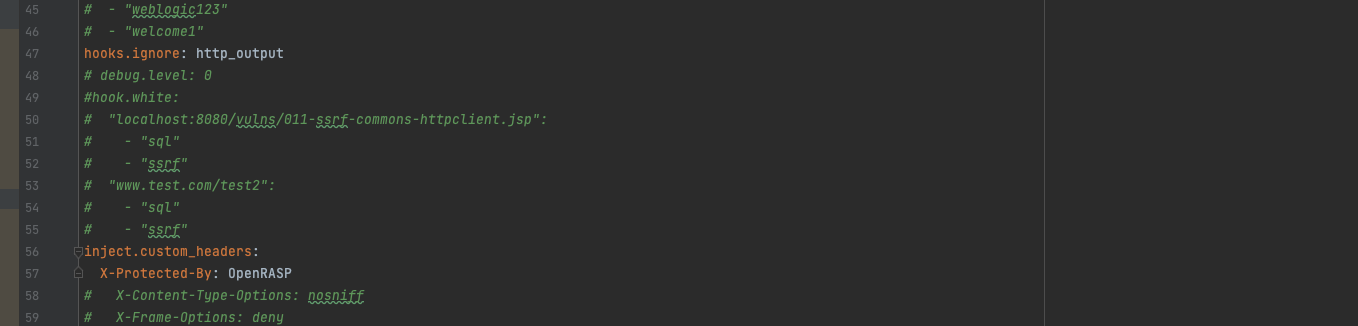 45 #  - "weblogic123"
46 #  - "welcome1"
47 hooks.ignore: http_output
48 # debug.level: 0
49 #hook.white:
50 #  "localhost:8080/vulns/011-ssrf-commons-httpclient.jsp":
51 #    - "sql"
52 #    - "ssrf"
53 #  "www.test.com/test2":
54 #    - "sql"
55 #    - "ssrf"
56 inject.custom_headers:
57   X-Protected-By: OpenRASP
58 #   X-Content-Type-Options: nosniff
59 #   X-Frame-Options: deny